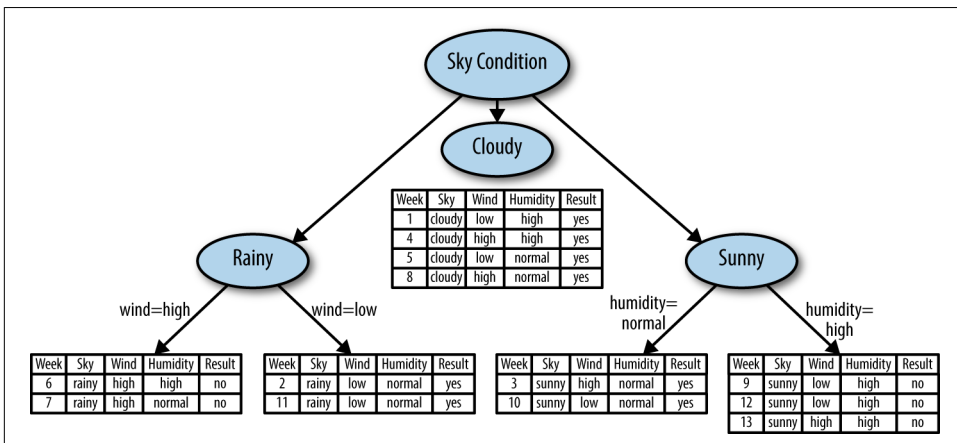 Sky Condition
Cloudy
Week Sky Wind Humidity Result
1 cloudy low high yes
4 cloudy high high yes
5 cloudy low normal yes
8 cloudy high normal yes
Rainy
Sunny
wind=high
wind=low
humidity=
normal
humidity=
high
Week Sky Wind Humidity Result
6 rainy high high no
7 rainy high normal no
Week Sky Wind Humidity Result
2 rainy low normal yes
11 rainy low normal yes
Week Sky Wind Humidity Result
3 sunny high normal yes
10 sunny low normal yes
Week Sky Wind Humidity Result
9 sunny low high no
12 sunny low high no
13 sunny high high no